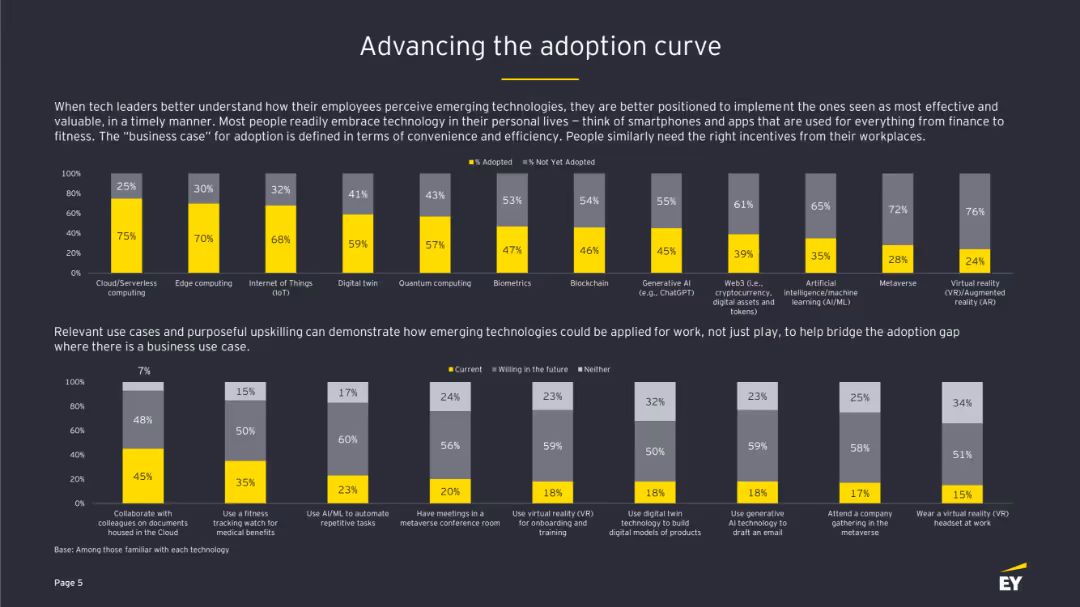 Advancing the adoption curve
When tech leaders better understand how their employees perceive emerging technologies, they are better positioned to implement the ones seen as most effective and
valuable, in a timely manner. Most people readily embrace technology in their personal lives — think of smartphones and apps that are used for everything from finance to
fitness. The "business case" for adoption is defined in terms of convenience and efficiency. People similarly need the right incentives from their workplaces.
% Adopted % Not Yet Adopted
100%
80%
60%
40%
20%
0%
25% 30% 32% 41% 43% 53% 54% 55% 61% 65% 72% 76%
75% 70% 68% 59% 57% 47% 46% 45% 39% 35% 28% 24%
Cloud/Serverless
computing
Edge computing
Internet of Things
(IoT)
Digital twin
Quantum computing
Biometrics
Blockchain
Generative AI
(e.g., ChatGPT)
Web3 (i.e.,
cryptocurrency,
digital assets and
tokens)
Artificial
intelligence/machine
learning (AI/ML)
Metaverse
Virtual reality
(VR)/Augmented
reality (AR)
Relevant use cases and purposeful upskilling can demonstrate how emerging technologies could be applied for work, not just play, to help bridge the adoption gap
where there is a business use case.
Current Willing in the future Neither
100%
80%
60%
40%
20%
0%
7% 15% 17% 24% 23% 32% 23% 25% 34%
48% 50% 60% 56% 59% 50% 59% 58% 51%
45% 35% 23% 20% 18% 18% 18% 17% 15%
Collaborate with
colleagues on documents
housed in the Cloud
Use a fitness
tracking watch for
medical benefits
Use AI/ML to automate
repetitive tasks
Have meetings in a
metaverse conference room
Use virtual reality (VR)
for onboarding and
training
Use digital twin
technology to build
digital models of products
Use generative
AI technology to
draft an email
Attend a company
gathering in the
metaverse
Wear a virtual reality (VR)
headset at work
Base: Among those familiar with each technology
Page 5
EY